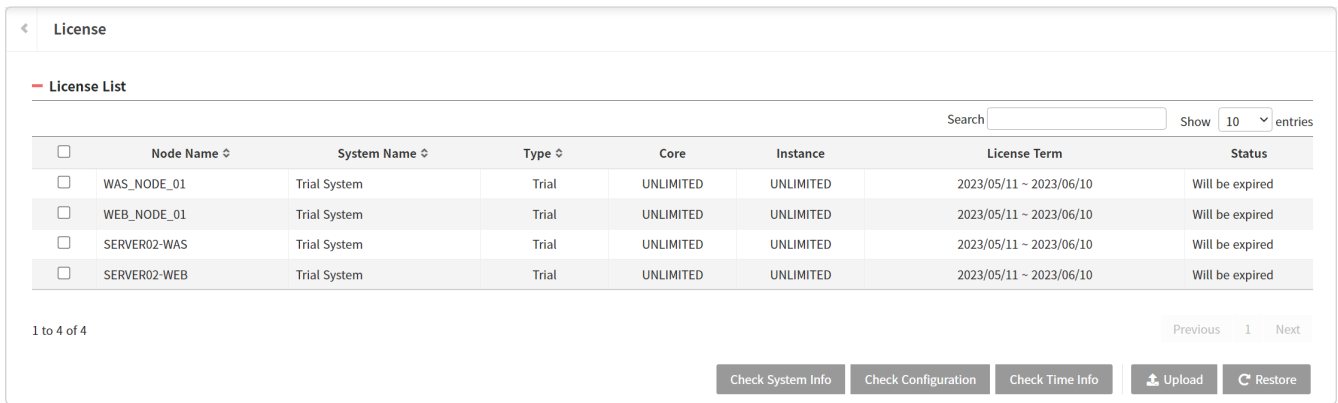 License
License List
Search Show 10 entries
Node Name System Name Type Core Instance License Term Status
WAS_NODE_01 Trial System Trial UNLIMITED UNLIMITED 2023/05/11 ~ 2023/06/10 Will be expired
WEB_NODE_01 Trial System Trial UNLIMITED UNLIMITED 2023/05/11 ~ 2023/06/10 Will be expired
SERVER02-WAS Trial System Trial UNLIMITED UNLIMITED 2023/05/11 ~ 2023/06/10 Will be expired
SERVER02-WEB Trial System Trial UNLIMITED UNLIMITED 2023/05/11 ~ 2023/06/10 Will be expired
1 to 4 of 4 Previous 1 Next
Check System Info Check Configuration Check Time Info Upload Restore